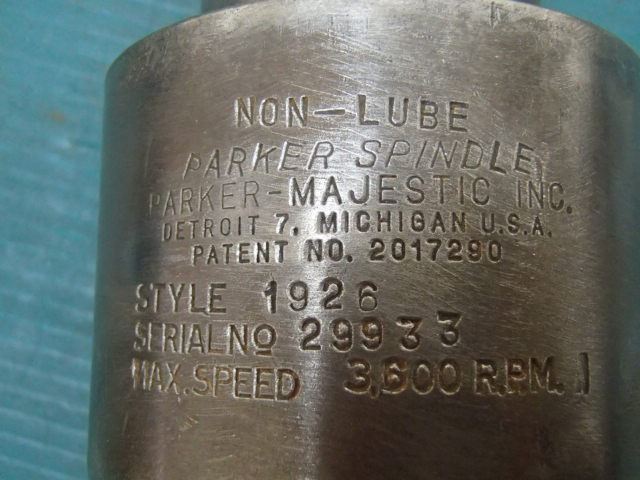 NON-LUBE
PARKER SPINDLE
PARKER-MAJESTIC INC.
DETROIT 7, MICHIGAN U.S.A.
PATENT NO. 2017290
STYLE 1926
SERIAL NO 29933
MAX. SPEED 3,600 R.P.M.